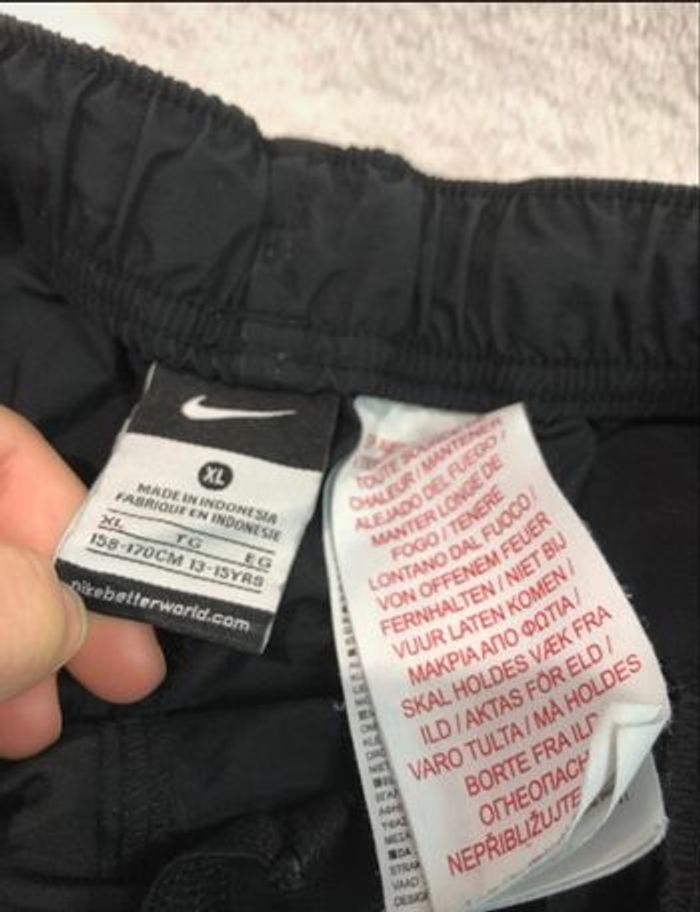 XL
MADE IN INDONESIA
FABRIQUE EN INDONESIE
XL TG EG
158-170CM 13-15YRS
nikebetterworld.com
TOUTE
CHALEUR / MANTENER
ALEJADO DEL FUEGO /
MANTER LONGE DE
FOGO / TENERE
LONTANO DAL FUOCO /
VON OFFENEM FEUER
FERNHALTEN / NIET BIJ
VUUR LATEN KOMEN /
ΜΑΚΡΙΑ ΑΠΟ ΦΩΤΙΑ /
SKAL HOLDES VÆK FRA
ILD / AKTAS FÖR ELD /
VARO TULTA / MÅ HOLDES
BORTE FRA ILD
ОГНЕОПАСН
NEPŘIBLIŽUJTE